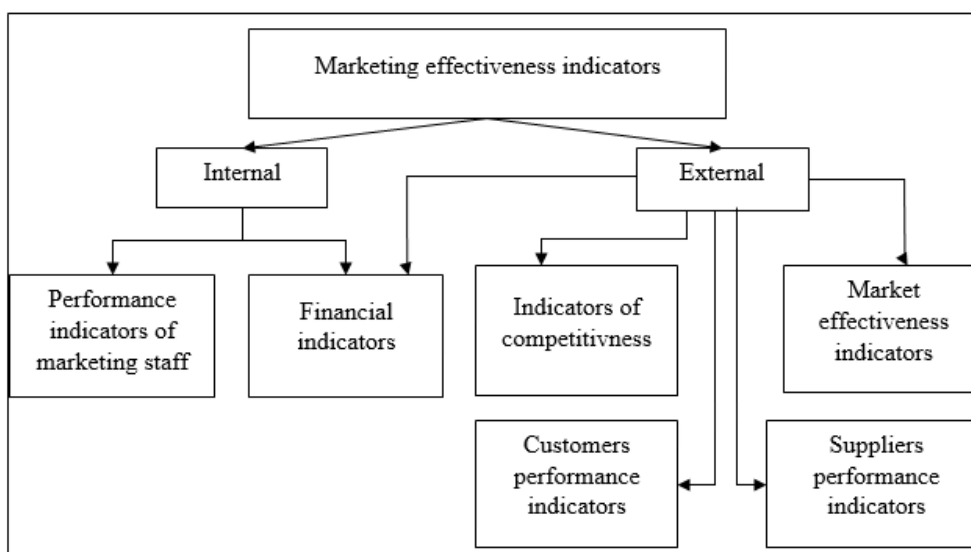 Marketing effectiveness indicators
Internal
External
Performance
indicators of
marketing staff
Financial
indicators
Indicators of
competitivness
Market
effectiveness
indicators
Customers
performance
indicators
Suppliers
performance
indicators